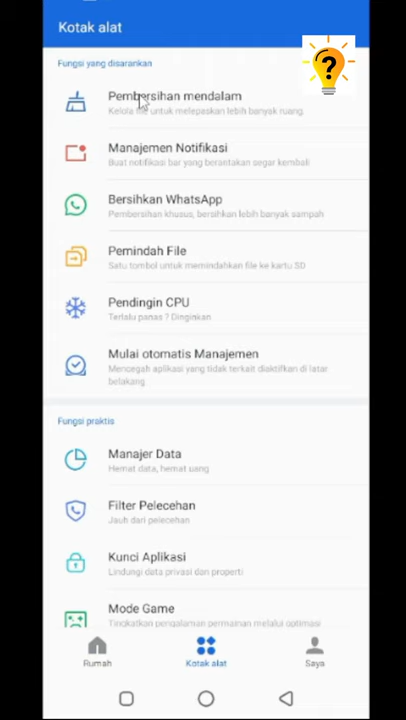 Kotak alat
Fungsi yang disarankan
Pembersihan mendalam
Kelola file untuk melepaskan lebih banyak ruang.
Manajemen Notifikasi
Buat notifikasi bar yang berantakan segar kembali
Bersihkan WhatsApp
Pembersihan khusus, bersihkan lebih banyak sampah
Pemindah File
Satu tombol untuk memindahkan file ke kartu SD
Pendingin CPU
Terlalu panas ? Dinginkan
Mulai otomatis Manajemen
Mencegah aplikasi yang tidak terkait diaktifkan di latar
belakang
Fungsi praktis
Manajer Data
Hemat data, hemat uang
Filter Pelecehan
Jauh dari pelecehan
Kunci Aplikasi
Lindungi data privasi dan properti
Mode Game
Tingkatkan pengalaman permainan melalui optimasi
Rumah
Kotak alat
Saya